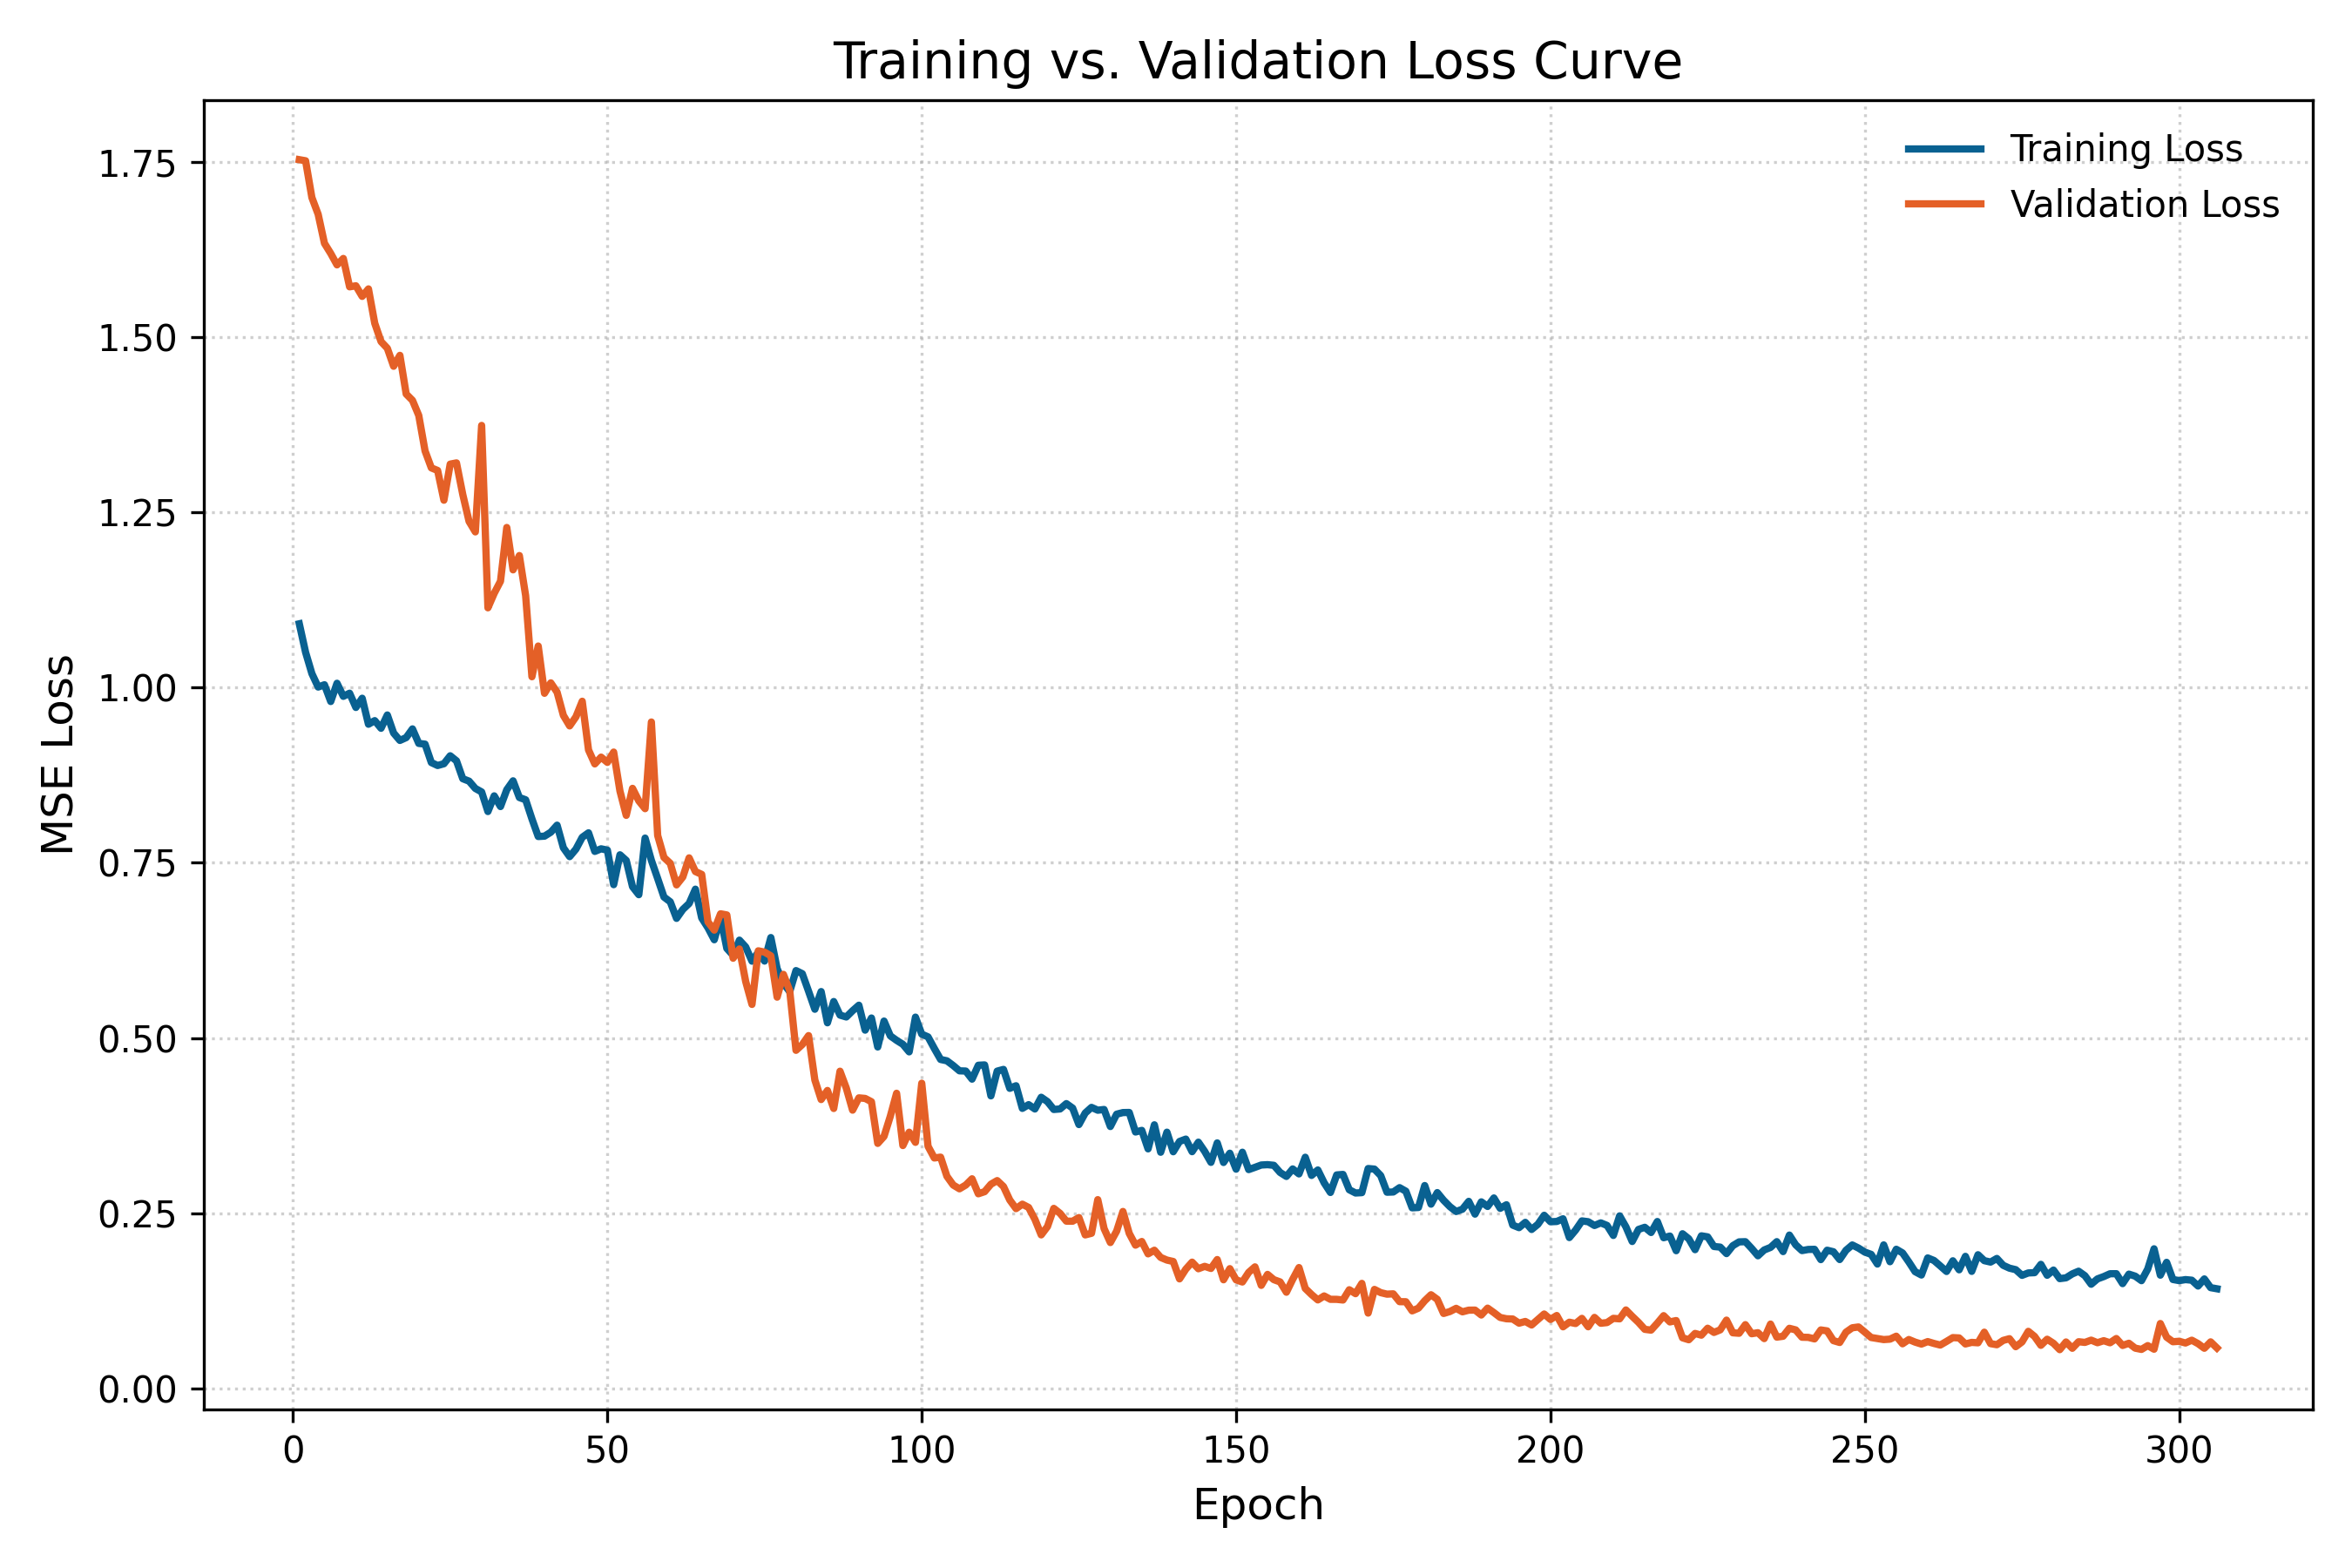 Training vs. Validation Loss Curve
Training Loss
Validation Loss
MSE Loss
1.75
1.50
1.25
1.00
0.75
0.50
0.25
0.00
0 50 100 150 200 250 300
Epoch